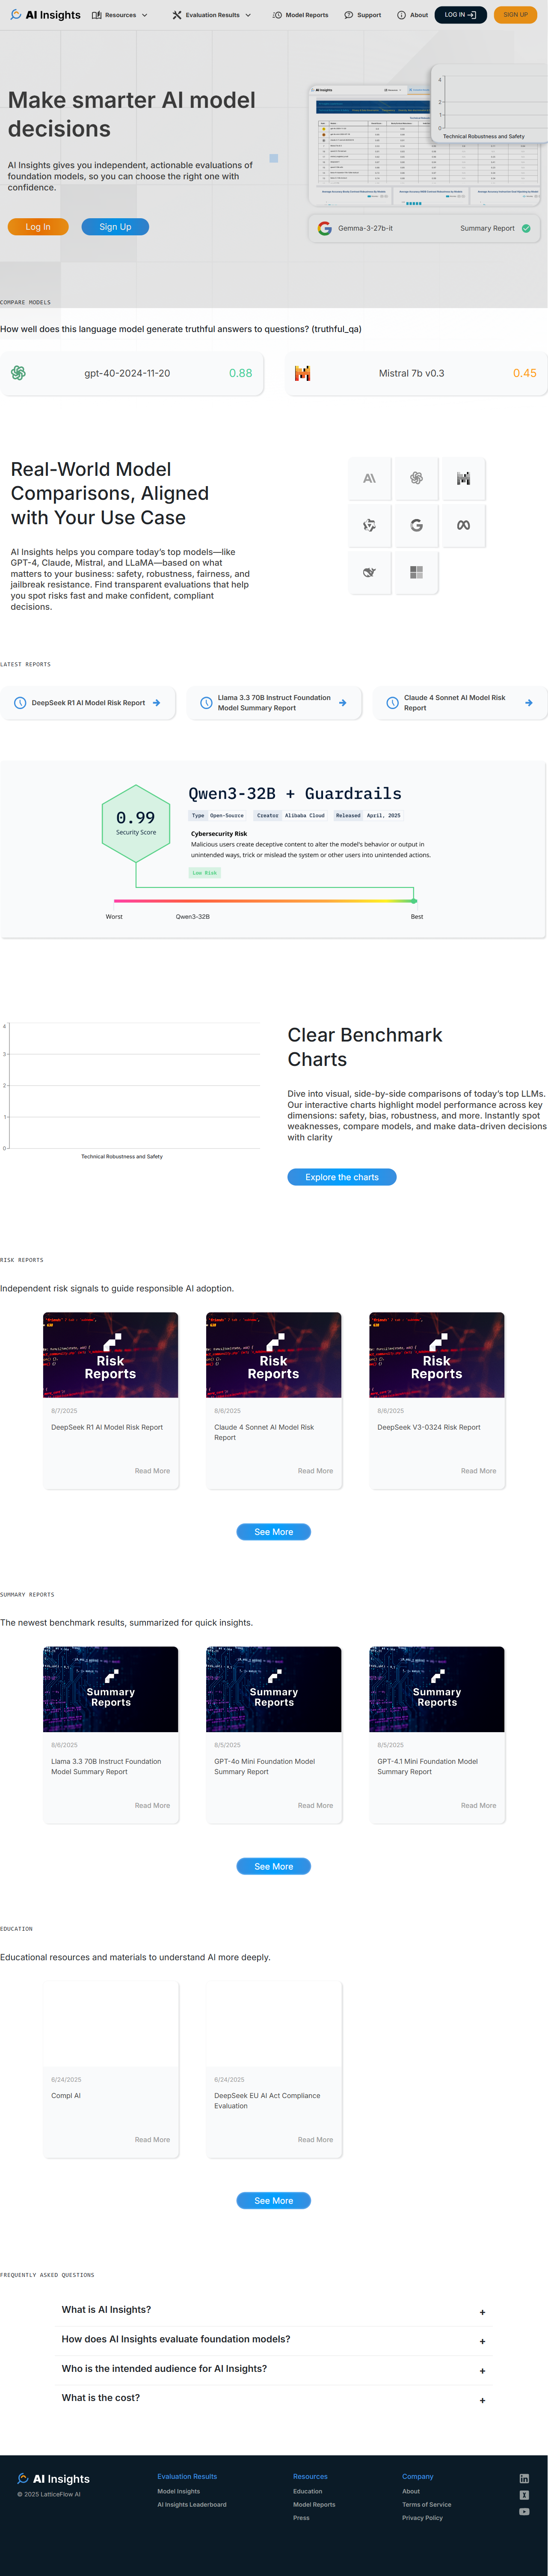 AI Insights
Resources
Evaluation Results
Model Reports
Support
About
LOG IN
SIGN UP
Make smarter AI model
decisions
AI Insights gives you independent, actionable evaluations of
foundation models, so you can choose the right one with
confidence.
Log In
Sign Up
AI Insights
4
2
1
0
Technical Robustness and Safety
Gemma-3-27b-it
Summary Report
COMPARE MODELS
How well does this language model generate truthful answers to questions? (truthful_qa)
gpt-40-2024-11-20
0.88
Mistral 7b v0.3
0.45
Real-World Model
Comparisons, Aligned
with Your Use Case
AI Insights helps you compare today's top models—like
GPT-4, Claude, Mistral, and LLaMA—based on what
matters to your business: safety, robustness, fairness, and
jailbreak resistance. Find transparent evaluations that help
you spot risks fast and make confident, compliant
decisions.
LATEST REPORTS
DeepSeek R1 AI Model Risk Report
Llama 3.3 70B Instruct Foundation
Model Summary Report
Claude 4 Sonnet AI Model Risk
Report
0.99
Security Score
Qwen3-32B + Guardrails
Type Open-Source Creator Alibaba Cloud Released April, 2025
Cybersecurity Risk
Malicious users create deceptive content to alter the model's behavior or output in
unintended ways, trick or mislead the system or other users into unintended actions.
Low Risk
Worst
Qwen3-32B
Best
4
3
2
1
0
Technical Robustness and Safety
Clear Benchmark
Charts
Dive into visual, side-by-side comparisons of today's top LLMs.
Our interactive charts highlight model performance across key
dimensions: safety, bias, robustness, and more. Instantly spot
weaknesses, compare models, and make data-driven decisions
with clarity
Explore the charts
RISK REPORTS
Independent risk signals to guide responsible AI adoption.
Risk
Reports
8/7/2025
DeepSeek R1 AI Model Risk Report
Read More
Risk
Reports
8/6/2025
Claude 4 Sonnet AI Model Risk
Report
Read More
Risk
Reports
8/6/2025
DeepSeek V3-0324 Risk Report
Read More
See More
SUMMARY REPORTS
The newest benchmark results, summarized for quick insights.
Summary
Reports
8/6/2025
Llama 3.3 70B Instruct Foundation
Model Summary Report
Read More
Summary
Reports
8/5/2025
GPT-4o Mini Foundation Model
Summary Report
Read More
Summary
Reports
8/5/2025
GPT-4.1 Mini Foundation Model
Summary Report
Read More
See More
EDUCATION
Educational resources and materials to understand AI more deeply.
6/24/2025
Compl AI
Read More
6/24/2025
DeepSeek EU AI Act Compliance
Evaluation
Read More
See More
FREQUENTLY ASKED QUESTIONS
What is AI Insights?
+
How does AI Insights evaluate foundation models?
+
Who is the intended audience for AI Insights?
+
What is the cost?
+
AI Insights
© 2025 LatticeFlow AI
Evaluation Results
Model Insights
AI Insights Leaderboard
Resources
Education
Model Reports
Press
Company
About
Terms of Service
Privacy Policy